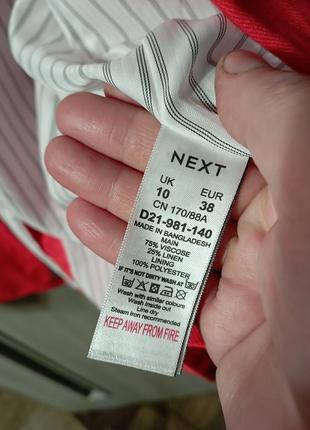 NEXT
UK EUR
10 38
CN 170/88A
D21-981-140
MADE IN BANGLADESH
MAIN
75% VISCOSE
25% LINEN
LINING
100% POLYESTER
IF IT'S NOT DIRTY WASH AT
Wash with similar colours
Wash inside out
Line dry
Steam iron recommended
KEEP AWAY FROM FIRE